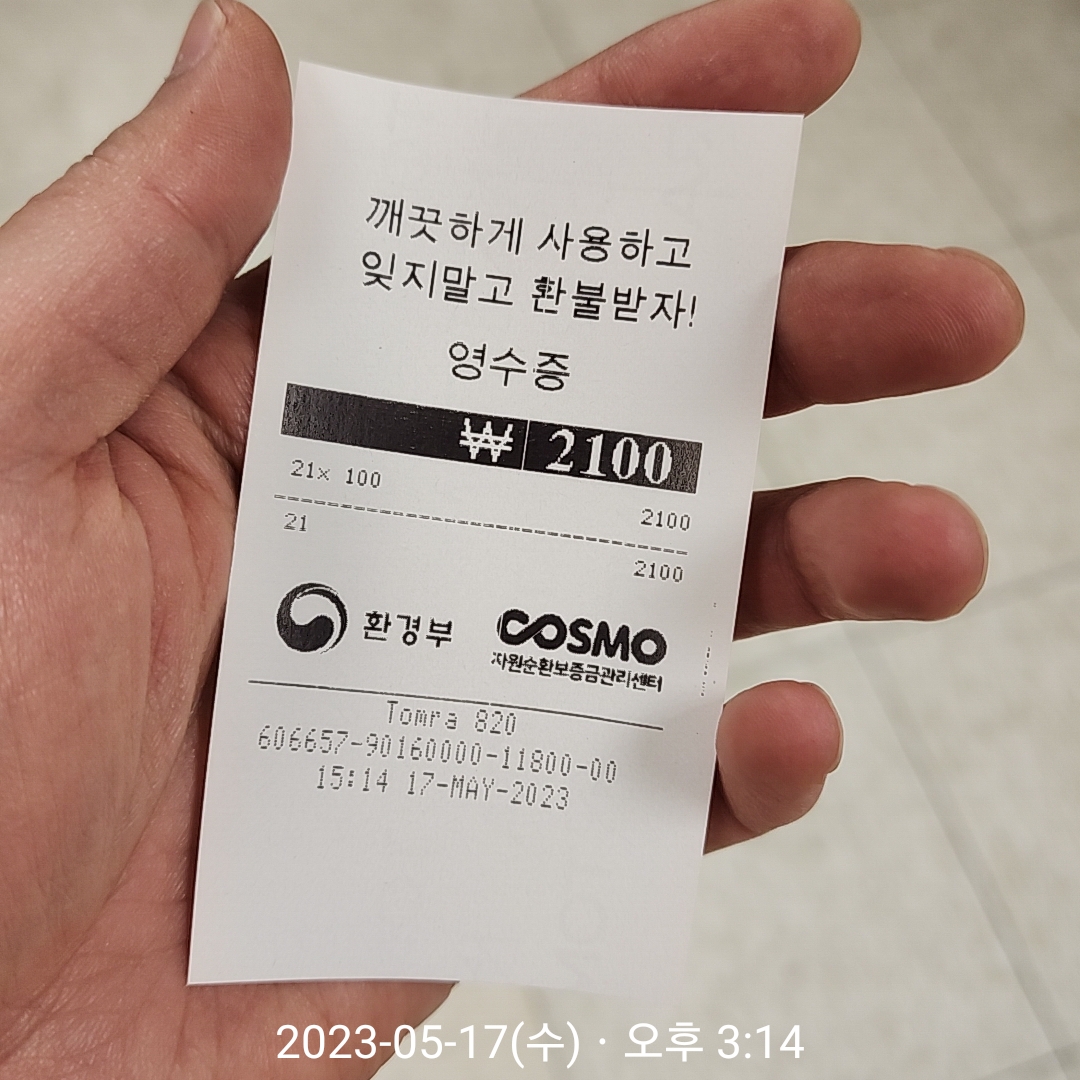 깨끗하게 사용하고
잊지말고 환불받자!
영수증
₩ 2100
21x 100 2100
21 2100
환경부 COSMO
자원순환보증금관리센터
Tomra 820
606657-90160000-11800-00
15:14 17-MAY-2023
2023-05-17(수) · 오후 3:14